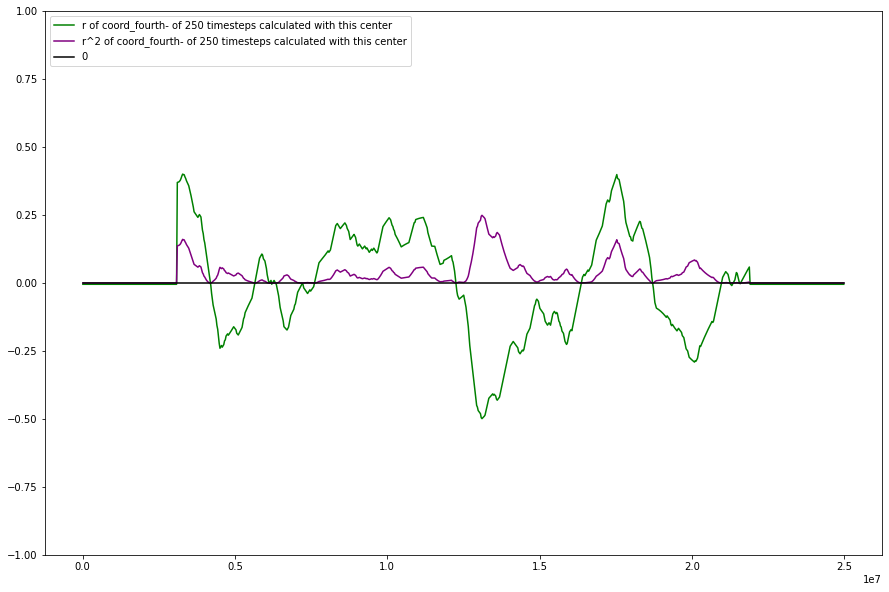 r of coord_fourth- of 250 timesteps calculated with this center
r^2 of coord_fourth- of 250 timesteps calculated with this center
0
1.00
0.75
0.50
0.25
0.00
−0.25
−0.50
−0.75
−1.00
0.0 0.5 1.0 1.5 2.0 2.5
1e7